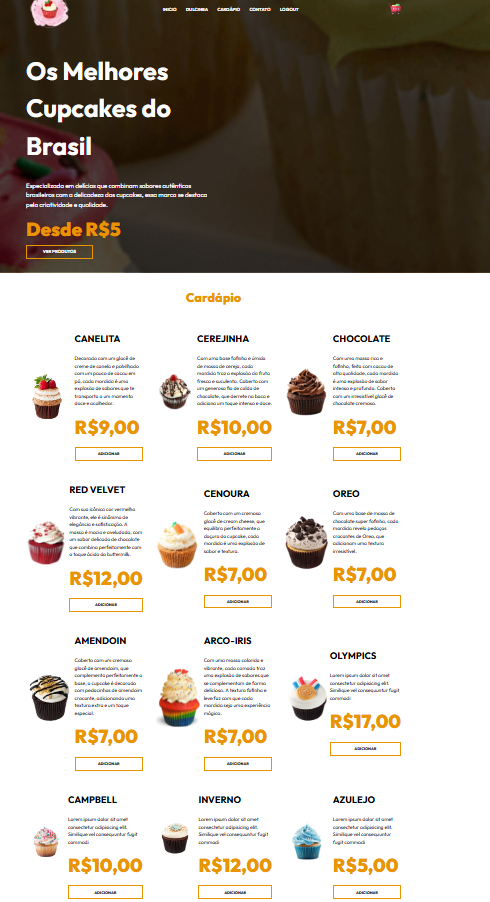 INICIO DULCINEA CARDÁPIO CONTATO LOGOUT
Os Melhores
Cupcakes do
Brasil
Especializada em delícias que combinam sabores autênticos
brasileiros com a delicadeza dos cupcakes, essa marca se destaca
pela criatividade e qualidade.
Desde R$5
VER PRODUTOS
Cardápio
CANELITA
Decorado com um glacê de
creme de canela e polvilhado
com um pouco de cacau em
pó, cada mordida é uma
explosão de sabores que te
transporta a um momento
doce e acolhedor.
R$9,00
ADICIONAR
CEREJINHA
Com uma base fofinha e úmida
de massa de cereja, cada
mordida traz a explosão da fruta
fresca e suculenta. Coberto com
um generoso fio de calda de
chocolate, que derrete na boca e
adiciona um toque intenso e doce.
R$10,00
ADICIONAR
CHOCOLATE
Com uma massa rica e
fofinha, feita com cacau de
alta qualidade, cada mordida
é uma explosão de sabor
intenso e profundo. Coberto
com um irresistível glacê de
chocolate cremoso.
R$7,00
ADICIONAR
RED VELVET
Com sua icônica cor vermelha
vibrante, ele é sinônimo de
elegância e sofisticação. A
massa é macia e aveludada, com
um sabor delicado de chocolate
que combina perfeitamente com
o toque ácido do buttermilk.
R$12,00
ADICIONAR
CENOURA
Coberto com um cremoso
glacê de cream cheese, que
equilibra perfeitamente a
doçura do cupcake, cada
mordida é uma explosão de
sabor e textura.
R$7,00
ADICIONAR
OREO
Com uma base de massa de
chocolate super fofinha, cada
mordida revela pedaços
crocantes de Oreo, que
adicionam uma textura
irresistível.
R$7,00
ADICIONAR
AMENDOIN
Coberto com um cremoso
glacê de amendoim, que
complementa perfeitamente a
base, o cupcake é decorado
com pedacinhos de amendoim
crocante, adicionando uma
textura extra e um toque
especial.
R$7,00
ADICIONAR
ARCO-IRIS
Com uma massa colorida e
vibrante, cada camada traz
uma explosão de sabores que
se complementam de forma
deliciosa. A textura fofinha e
leve faz com que cada
mordida seja uma experiência
mágica.
R$7,00
ADICIONAR
OLYMPICS
Lorem ipsum dolor sit amet
consectetur adipisicing elit.
Similique vel consequuntur fugit
commodi
R$17,00
ADICIONAR
CAMPBELL
Lorem ipsum dolor sit amet
consectetur adipisicing elit.
Similique vel consequuntur fugit
commodi
R$10,00
ADICIONAR
INVERNO
Lorem ipsum dolor sit amet
consectetur adipisicing elit.
Similique vel consequuntur fugit
commodi
R$12,00
ADICIONAR
AZULEJO
Lorem ipsum dolor sit amet
consectetur adipisicing elit.
Similique vel consequuntur fugit
commodi
R$5,00
ADICIONAR